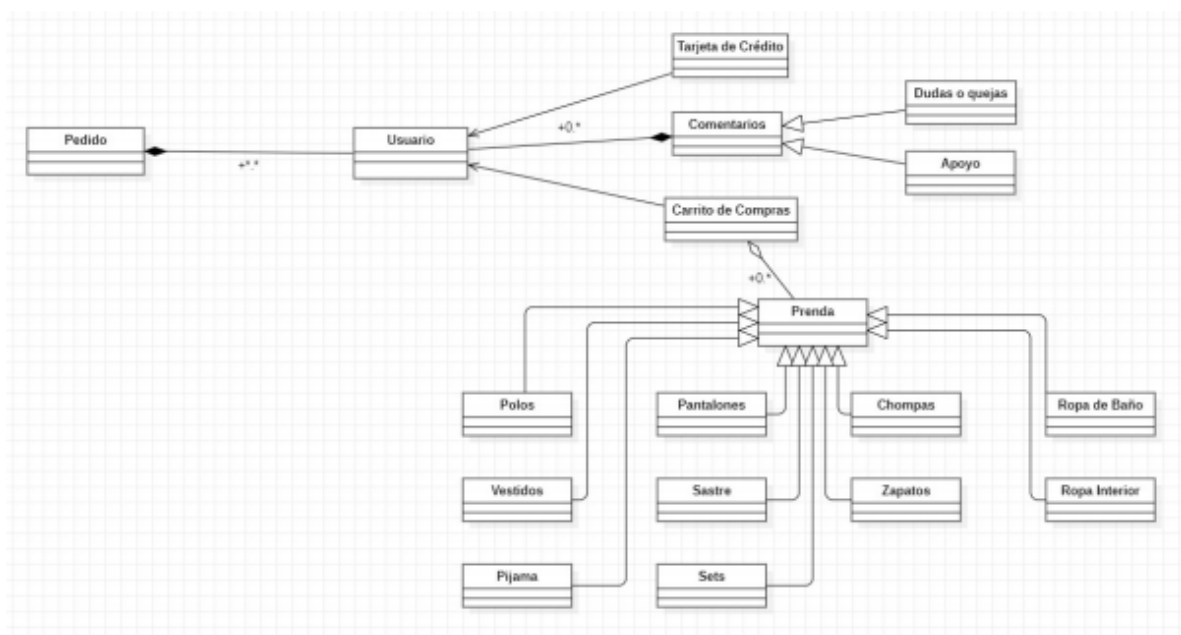 Tarjeta de Crédito
Dudas o quejas
Pedido
+*.*
Usuario
+0.*
Comentarios
Apoyo
Carrito de Compras
+0.*
Prenda
Polos
Pantalones
Chompas
Ropa de Baño
Vestidos
Sastre
Zapatos
Ropa Interior
Pijama
Sets